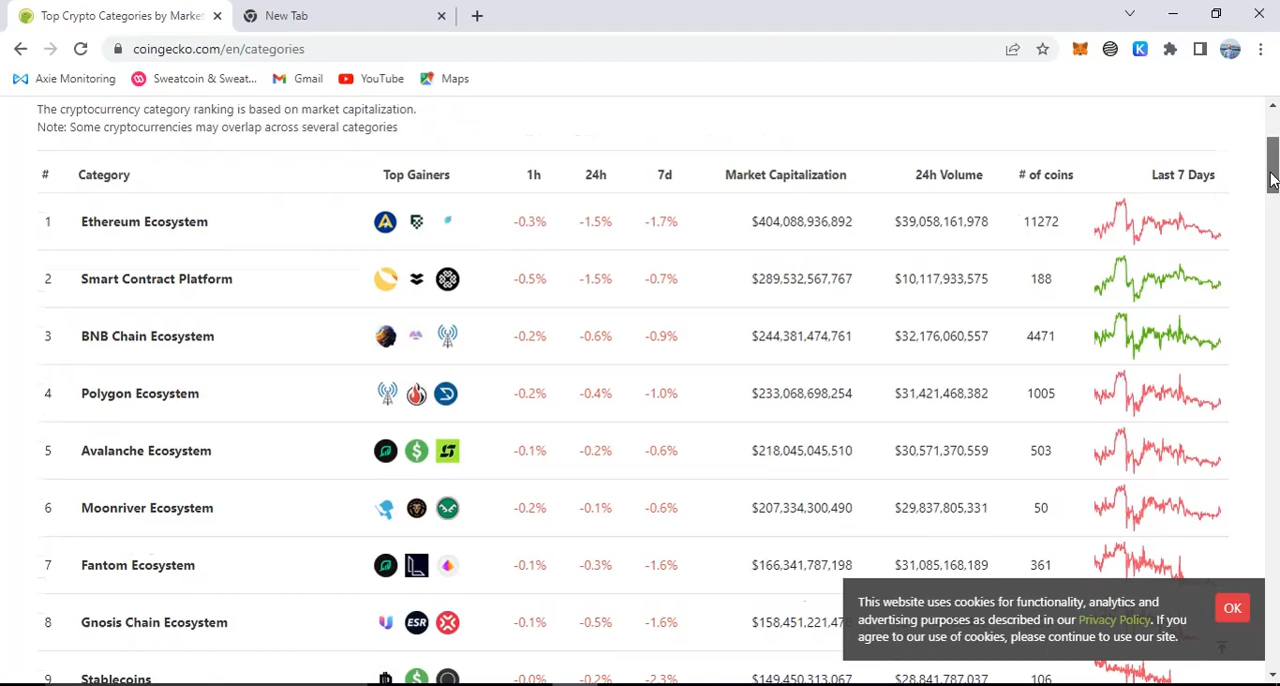 Top Crypto Categories by Market
New Tab
coingecko.com/en/categories
Axie Monitoring Sweatcoin & Sweat... Gmail YouTube Maps
The cryptocurrency category ranking is based on market capitalization.
Note: Some cryptocurrencies may overlap across several categories
# Category Top Gainers 1h 24h 7d Market Capitalization 24h Volume # of coins Last 7 Days
1 Ethereum Ecosystem -0.3% -1.5% -1.7% $404,088,936,892 $39,058,161,978 11272
2 Smart Contract Platform -0.5% -1.5% -0.7% $289,532,567,767 $10,117,933,575 188
3 BNB Chain Ecosystem -0.2% -0.6% -0.9% $244,381,474,761 $32,176,060,557 4471
4 Polygon Ecosystem -0.2% -0.4% -1.0% $233,068,698,254 $31,421,468,382 1005
5 Avalanche Ecosystem -0.1% -0.2% -0.6% $218,045,045,510 $30,571,370,559 503
6 Moonriver Ecosystem -0.2% -0.1% -0.6% $207,334,300,490 $29,837,805,331 50
7 Fantom Ecosystem -0.1% -0.3% -1.6% $166,341,787,198 $31,085,168,189 361
8 Gnosis Chain Ecosystem ESR -0.1% -0.5% -1.6% $158,451,221,47
9 Stablecoins -0.0% -0.2% -2.3% $149,450,313,067 $28,841,787,037 106
This website uses cookies for functionality, analytics and
advertising purposes as described in our Privacy Policy. If you
agree to our use of cookies, please continue to use our site.
OK